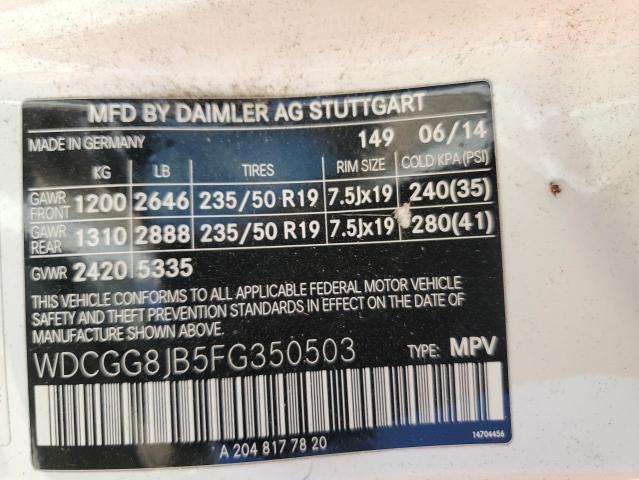 MFD BY DAIMLER AG STUTTGART
MADE IN GERMANY 149 06/14
KG LB TIRES RIM SIZE COLD KPA (PSI)
GAWR FRONT 1200 2646 235/50 R19 7.5Jx19 240(35)
GAWR REAR 1310 2888 235/50 R19 7.5Jx19 280(41)
GVWR 2420 5335
THIS VEHICLE CONFORMS TO ALL APPLICABLE FEDERAL MOTOR VEHICLE
SAFETY AND THEFT PREVENTION STANDARDS IN EFFECT ON THE DATE OF
MANUFACTURE SHOWN ABOVE.
WDCGG8JB5FG350503 TYPE: MPV
A 204 817 78 20
14704456